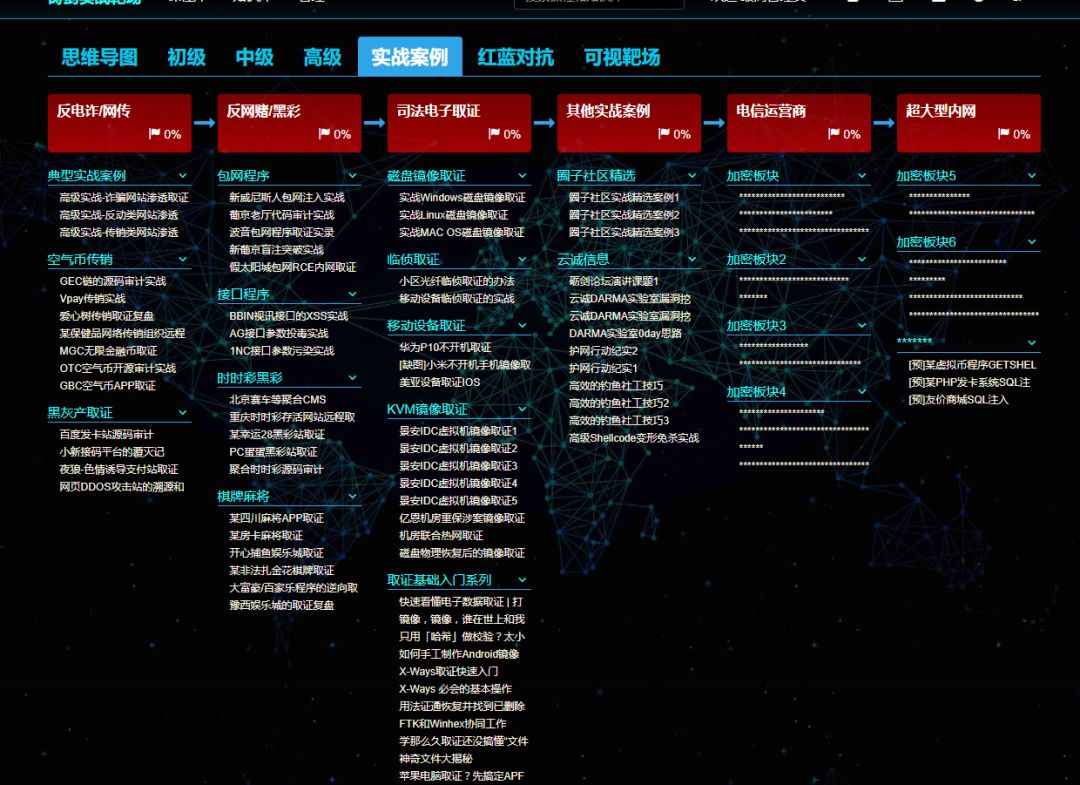 思维导图 初级 中级 高级 实战案例 红蓝对抗 可视靶场
反电诈/网传
0%
反网赌/黑彩
0%
司法电子取证
0%
其他实战案例
0%
电信运营商
0%
超大型内网
0%
典型实战案例
高级实战-诈骗网站渗透取证
高级实战-反动类网站渗透
高级实战-传销类网站渗透
空气币传销
GEC链的源码审计实战
Vpay传销实战
爱心树传销取证复盘
某保健品网络传销组织远程
MGC无限金融币取证
OTC空气币开源审计实战
GBC空气币APP取证
黑灰产取证
百度发卡站源码审计
小新接码平台的覆灭记
夜狼-色情诱导支付站取证
网页DDOS攻击站的溯源和
包网程序
新威尼斯人包网注入实战
葡京老厅代码审计实战
波音包网程序取证实录
新葡京盲注突破实战
假太阳城包网RCE内网取证
接口程序
BBIN视讯接口的XSS实战
AG接口参数投毒实战
1NC接口参数污染实战
时时彩黑彩
北京赛车等聚合CMS
重庆时时彩存活网站远程取
某幸运28黑彩站取证
PC蛋蛋黑彩站取证
聚合时时彩源码审计
棋牌麻将
某四川麻将APP取证
某房卡麻将取证
开心捕鱼娱乐城取证
某非法扎金花棋牌取证
大富豪/百家乐程序的逆向取
豫西娱乐城的取证复盘
磁盘镜像取证
实战Windows磁盘镜像取证
实战Linux磁盘镜像取证
实战MAC OS磁盘镜像取证
临侦取证
小区光纤临侦取证的办法
移动设备临侦取证的实战
移动设备取证
华为P10不开机取证
[缺图]小米不开机手机镜像取
美亚设备取证IOS
KVM镜像取证
景安IDC虚拟机镜像取证1
景安IDC虚拟机镜像取证2
景安IDC虚拟机镜像取证3
景安IDC虚拟机镜像取证4
景安IDC虚拟机镜像取证5
亿恩机房重保涉案镜像取证
机房联合热网取证
磁盘物理恢复后的镜像取证
取证基础入门系列
快速看懂电子数据取证 | 打
镜像，镜像，谁在世上和我
只用「哈希」做校验？太小
如何手工制作Android镜像
X-Ways取证快速入门
X-Ways 必会的基本操作
用法证通恢复并找到已删除
FTK和Winhex协同工作
学那么久取证还没搞懂“文件
神奇文件大揭秘
苹果电脑取证？先搞定APF
圈子社区精选
圈子社区实战精选案例1
圈子社区实战精选案例2
圈子社区实战精选案例3
云诚信息
砺剑论坛演讲课题1
云诚DARMA实验室漏洞挖
云诚DARMA实验室漏洞挖
DARMA实验室0day思路
护网行动纪实2
护网行动纪实1
高效的钓鱼社工技巧
高效的钓鱼社工技巧2
高效的钓鱼社工技巧3
高级Shellcode变形免杀实战
加密板块
**************************
***********************
********************************
加密板块2
***************************
*******
加密板块3
*****************
******************************
加密板块4
*********************
********************************
******
********************************
加密板块5
***************
*******************************
加密板块6
************************
*********
****************************
********************************
*******
[预]某虚拟币程序GETSHEL
[预]某PHP发卡系统SQL注
[预]友价商城SQL注入